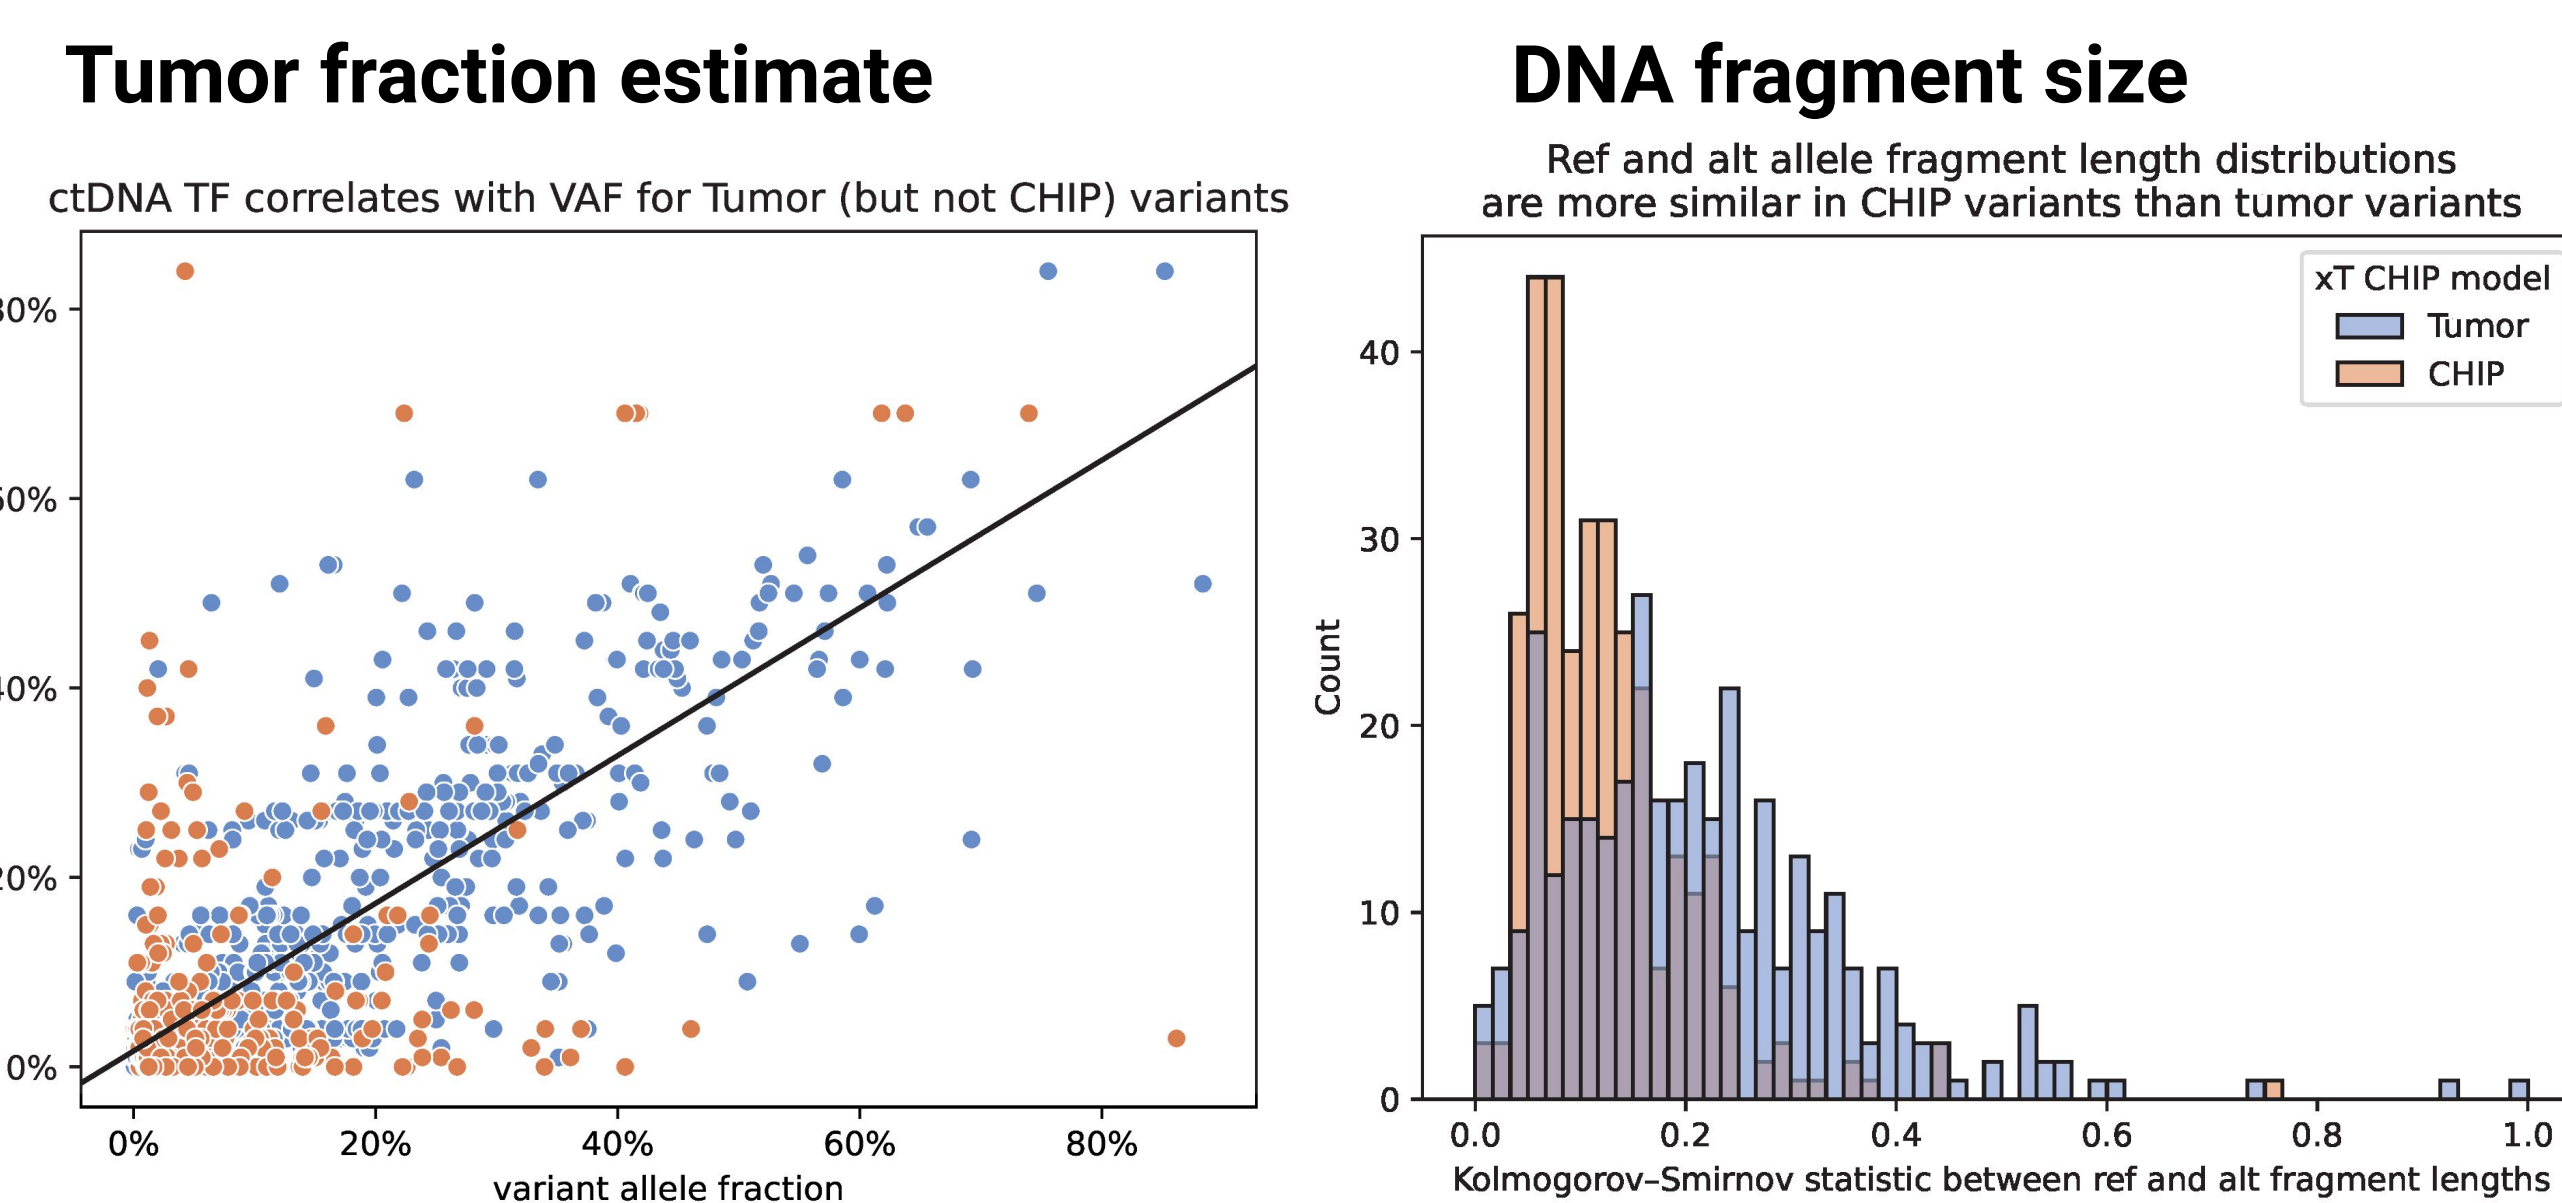 Tumor fraction estimate
ctDNA TF correlates with VAF for Tumor (but not CHIP) variants
20%
0%
0%
20%
40%
60%
80%
variant allele fraction
DNA fragment size
Ref and alt allele fragment length distributions
are more similar in CHIP variants than tumor variants
xT CHIP model
Tumor
CHIP
Count
40
30
20
10
0
0.0
0.2
0.4
0.6
0.8
1.0
Kolmogorov–Smirnov statistic between ref and alt fragment lengths